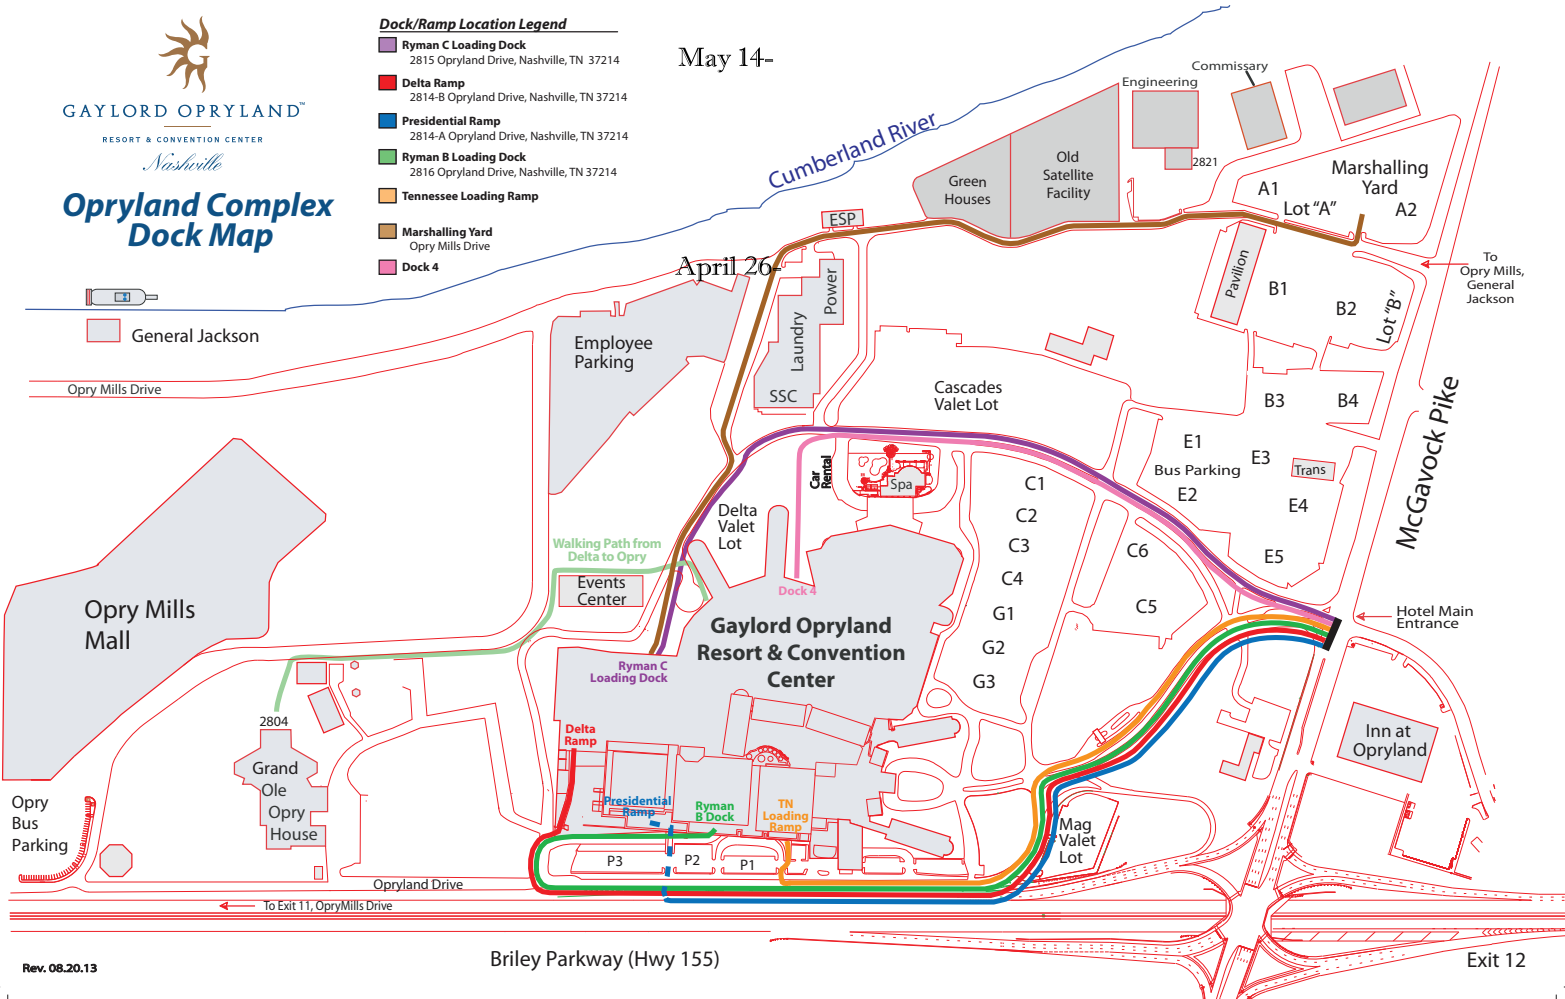 GAYLORD OPRYLAND™
RESORT & CONVENTION CENTER
Nashville
Opryland Complex
Dock Map
Dock/Ramp Location Legend
Ryman C Loading Dock
2815 Opryland Drive, Nashville, TN 37214
Delta Ramp
2814-B Opryland Drive, Nashville, TN 37214
Presidential Ramp
2814-A Opryland Drive, Nashville, TN 37214
Ryman B Loading Dock
2816 Opryland Drive, Nashville, TN 37214
Tennessee Loading Ramp
Marshalling Yard
Opry Mills Drive
Dock 4
May 14-
April 26-
Cumberland River
Commissary
Engineering
2821
Green
Houses
Old
Satellite
Facility
Marshalling
Yard
A1
Lot “A”
A2
ESP
To
Opry Mills,
General
Jackson
Pavilion
B1
B2
Lot “B”
General Jackson
Opry Mills Drive
Employee
Parking
Power
Laundry
SSC
Cascades
Valet Lot
B3
B4
McGavock Pike
E1
Bus Parking
E3
Trans
E2
E4
E5
Car
Rental
Spa
C1
C2
C3
C4
G1
G2
G3
C6
C5
3
Delta
Valet
Lot
Walking Path from
Delta to Opry
Events
Center
Dock 4
Hotel Main
Entrance
Opry Mills
Mall
Gaylord Opryland
Resort & Convention
Center
Ryman C
Loading Dock
2804
Delta
Ramp
Inn at
Opryland
Grand
Ole
Opry
House
Opry
Bus
Parking
Presidential
Ramp
Ryman
B Dock
TN
Loading
Ramp
Mag
Valet
Lot
P3
P2
P1
Opryland Drive
To Exit 11, OpryMills Drive
Briley Parkway (Hwy 155)
Exit 12
Rev. 08.20.13